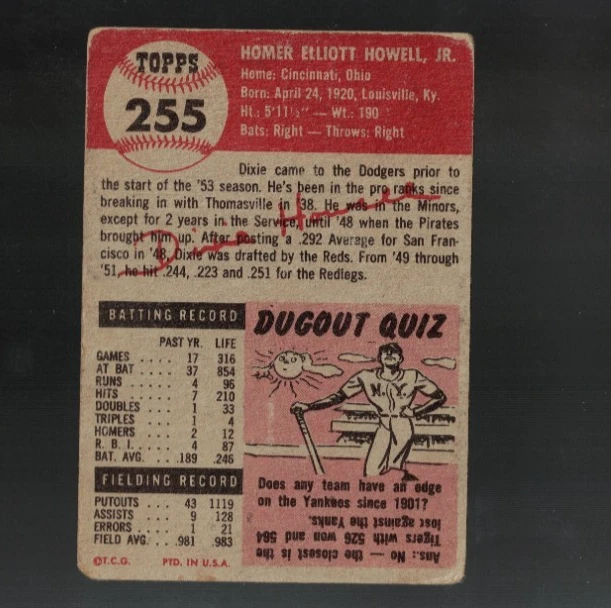 TOPPS
255
HOMER ELLIOTT HOWELL, JR.
Home: Cincinnati, Ohio
Born: April 24, 1920, Louisville, Ky.
Ht.: 5'11½" — Wt.: 190
Bats: Right — Throws: Right
Dixie came to the Dodgers prior to
the start of the '53 season. He's been in the pro ranks since
breaking in with Thomasville in '38. He was in the Minors,
except for 2 years in the Service, until '48 when the Pirates
brought him up. After posting a .292 Average for San Fran-
cisco in '48, Dixie was drafted by the Reds. From '49 through
'51, he hit .244, .223 and .251 for the Redlegs.
Dixie Howell
BATTING RECORD
PAST YR. LIFE
GAMES .... 17 316
AT BAT ... 37 854
RUNS .... 4 96
HITS .... 7 210
DOUBLES .. 1 33
TRIPLES ... 1 4
HOMERS ... 2 12
R. B. I. .... 4 87
BAT. AVG. .. .189 .246
FIELDING RECORD
PUTOUTS .. 43 1119
ASSISTS ... 9 128
ERRORS ... 1 21
FIELD AVG. .. .981 .983
©T.C.G. PTD. IN U.S.A.
DUGOUT QUIZ
N.Y.
Does any team have an edge
on the Yankees since 1901?
Ans.: No — the closest is the
Tigers with 526 won and 564
lost against the Yanks.